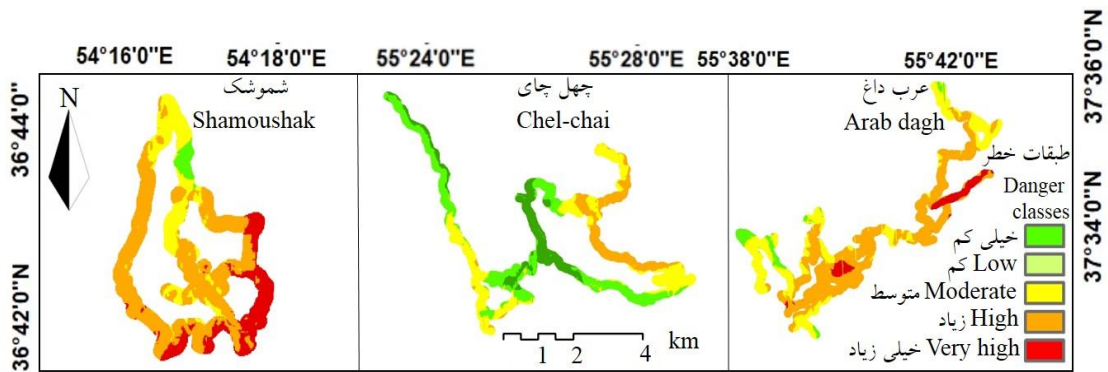 54°16'0"E 54°18'0"E 55°24'0"E 55°28'0"E 55°38'0"E 55°42'0"E
36°44'0"
36°42'0"N
37°36'0"N
37°34'0"N
N
شموشک
Shamoushak
چهل چای
Chel-chai
عرب داغ
Arab dagh
طبقات خطر
Danger
classes
خیلی کم
کم Low
متوسط Moderate
زیاد High
خیلی زیاد Very high
1 2 4 km